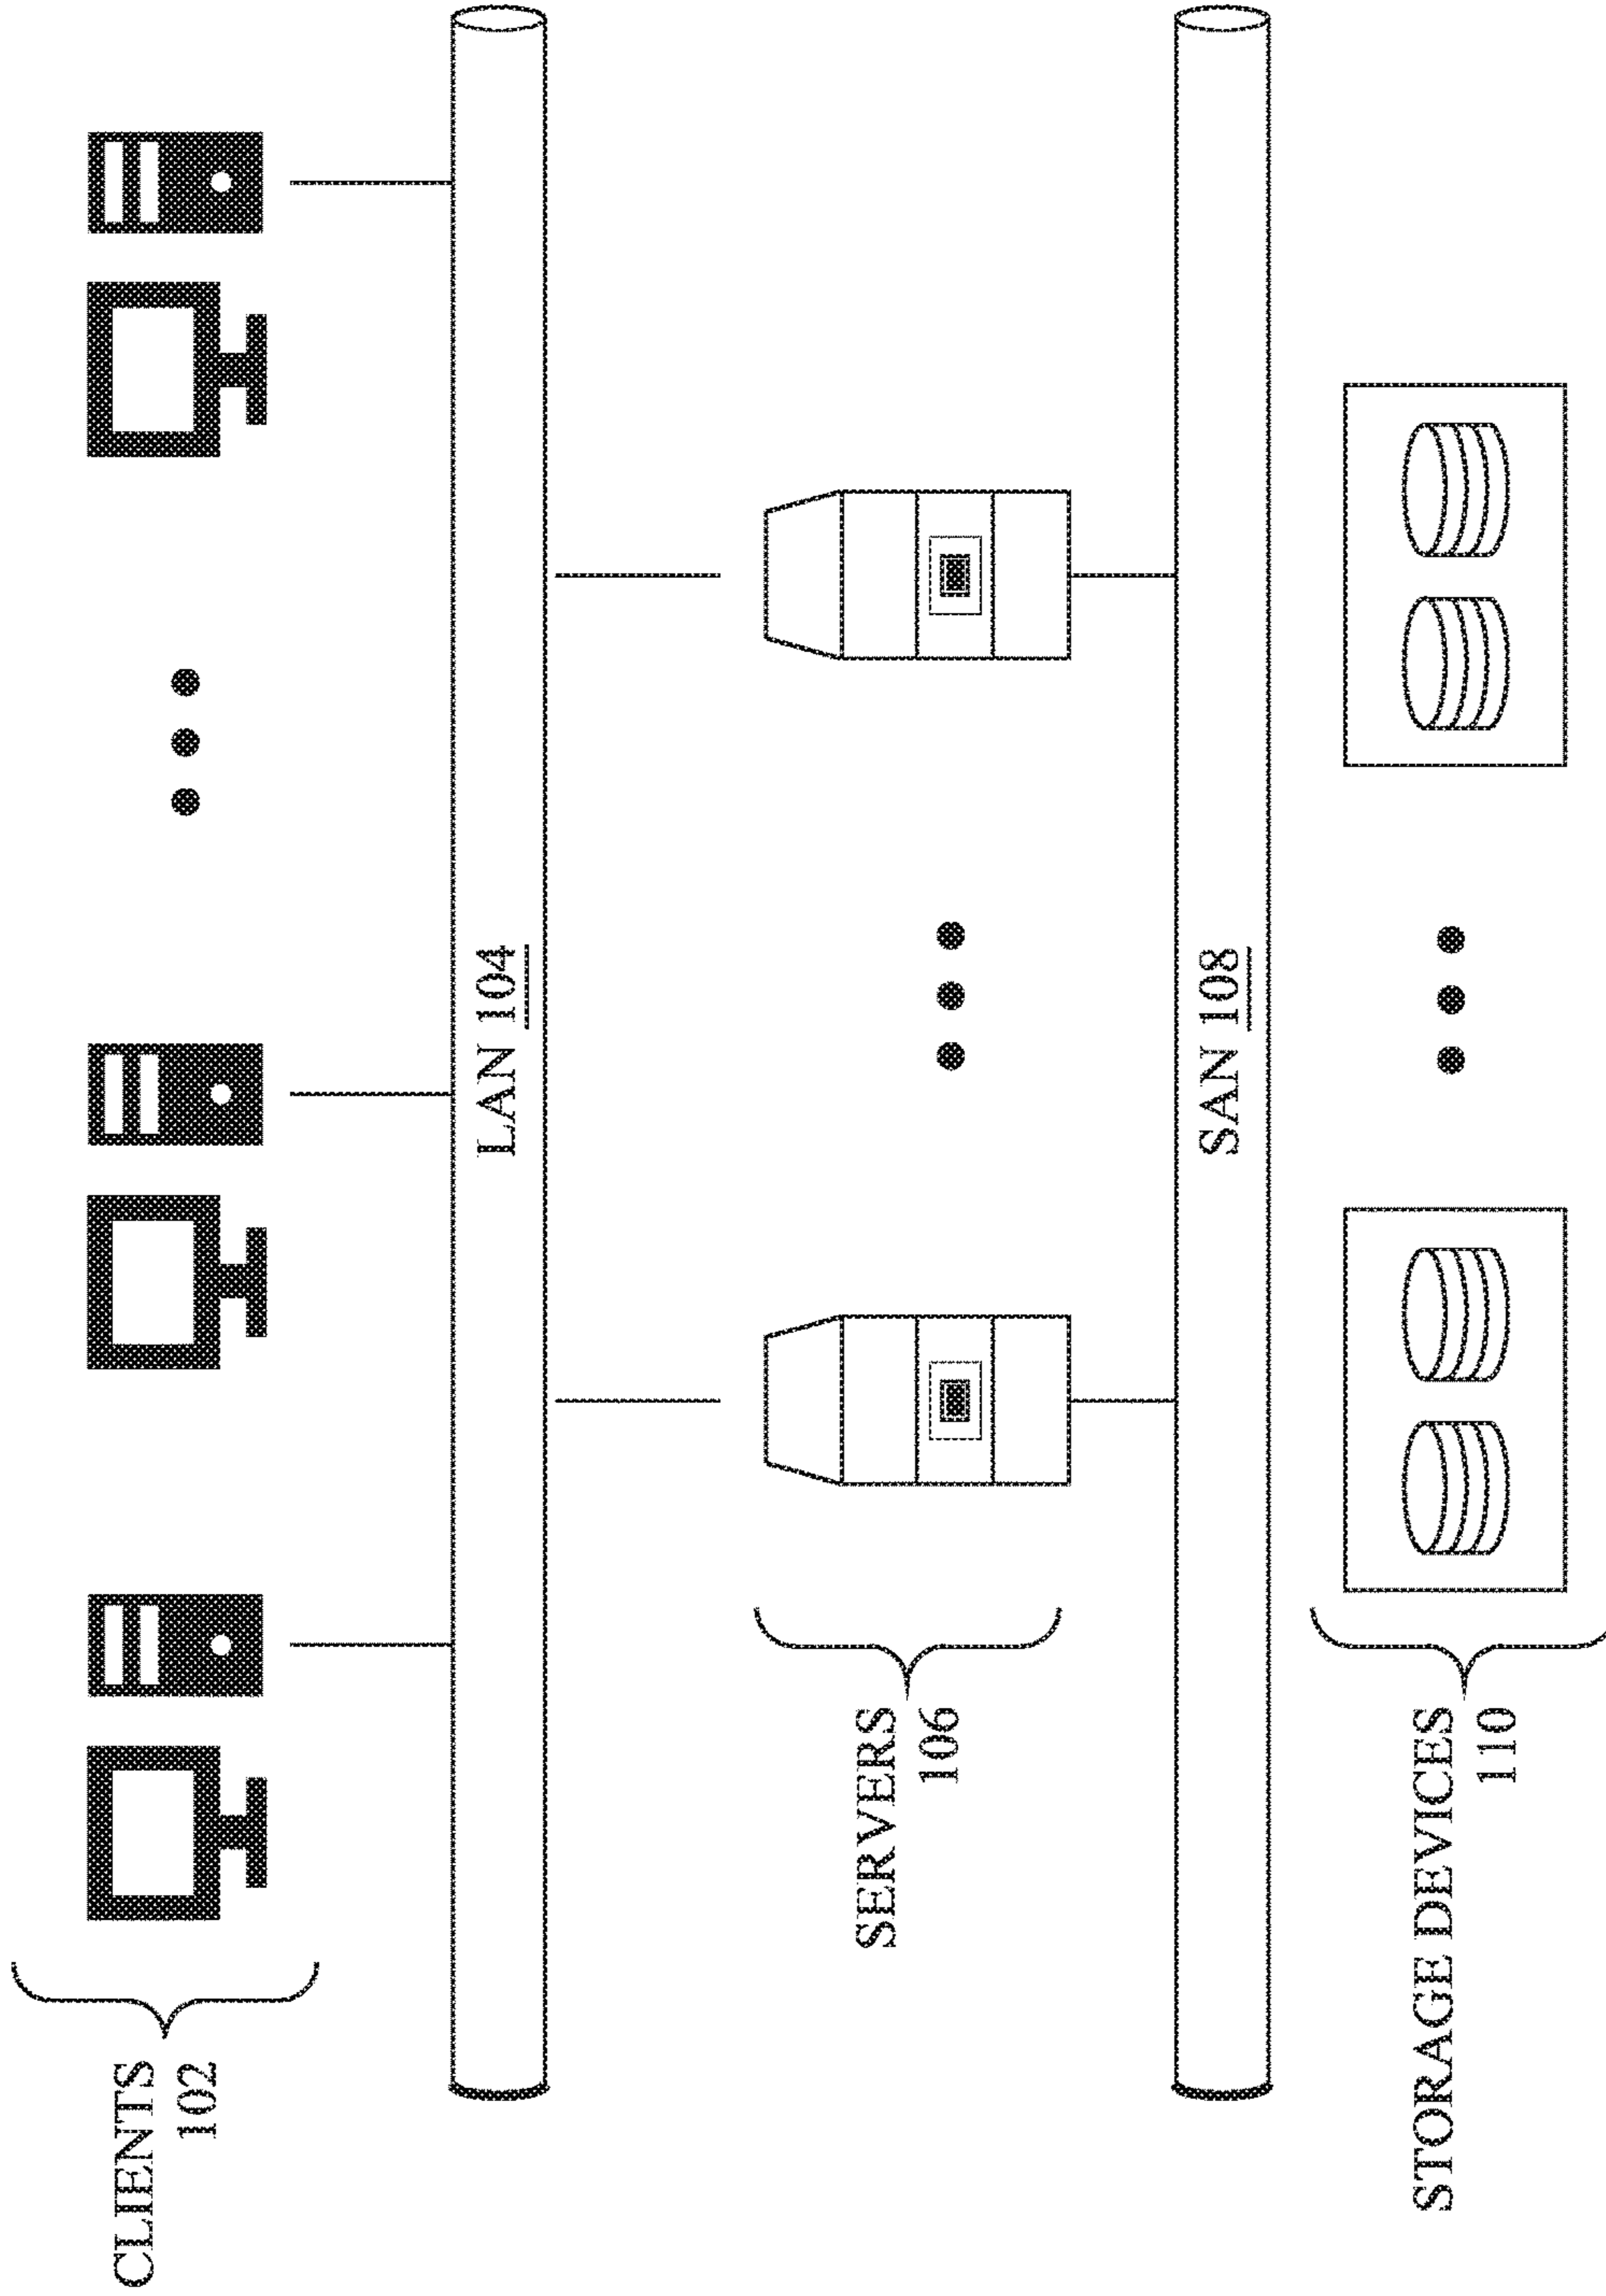 CLIENTS
102
LAN 104
SERVERS
106
SAN 108
STORAGE DEVICES
110